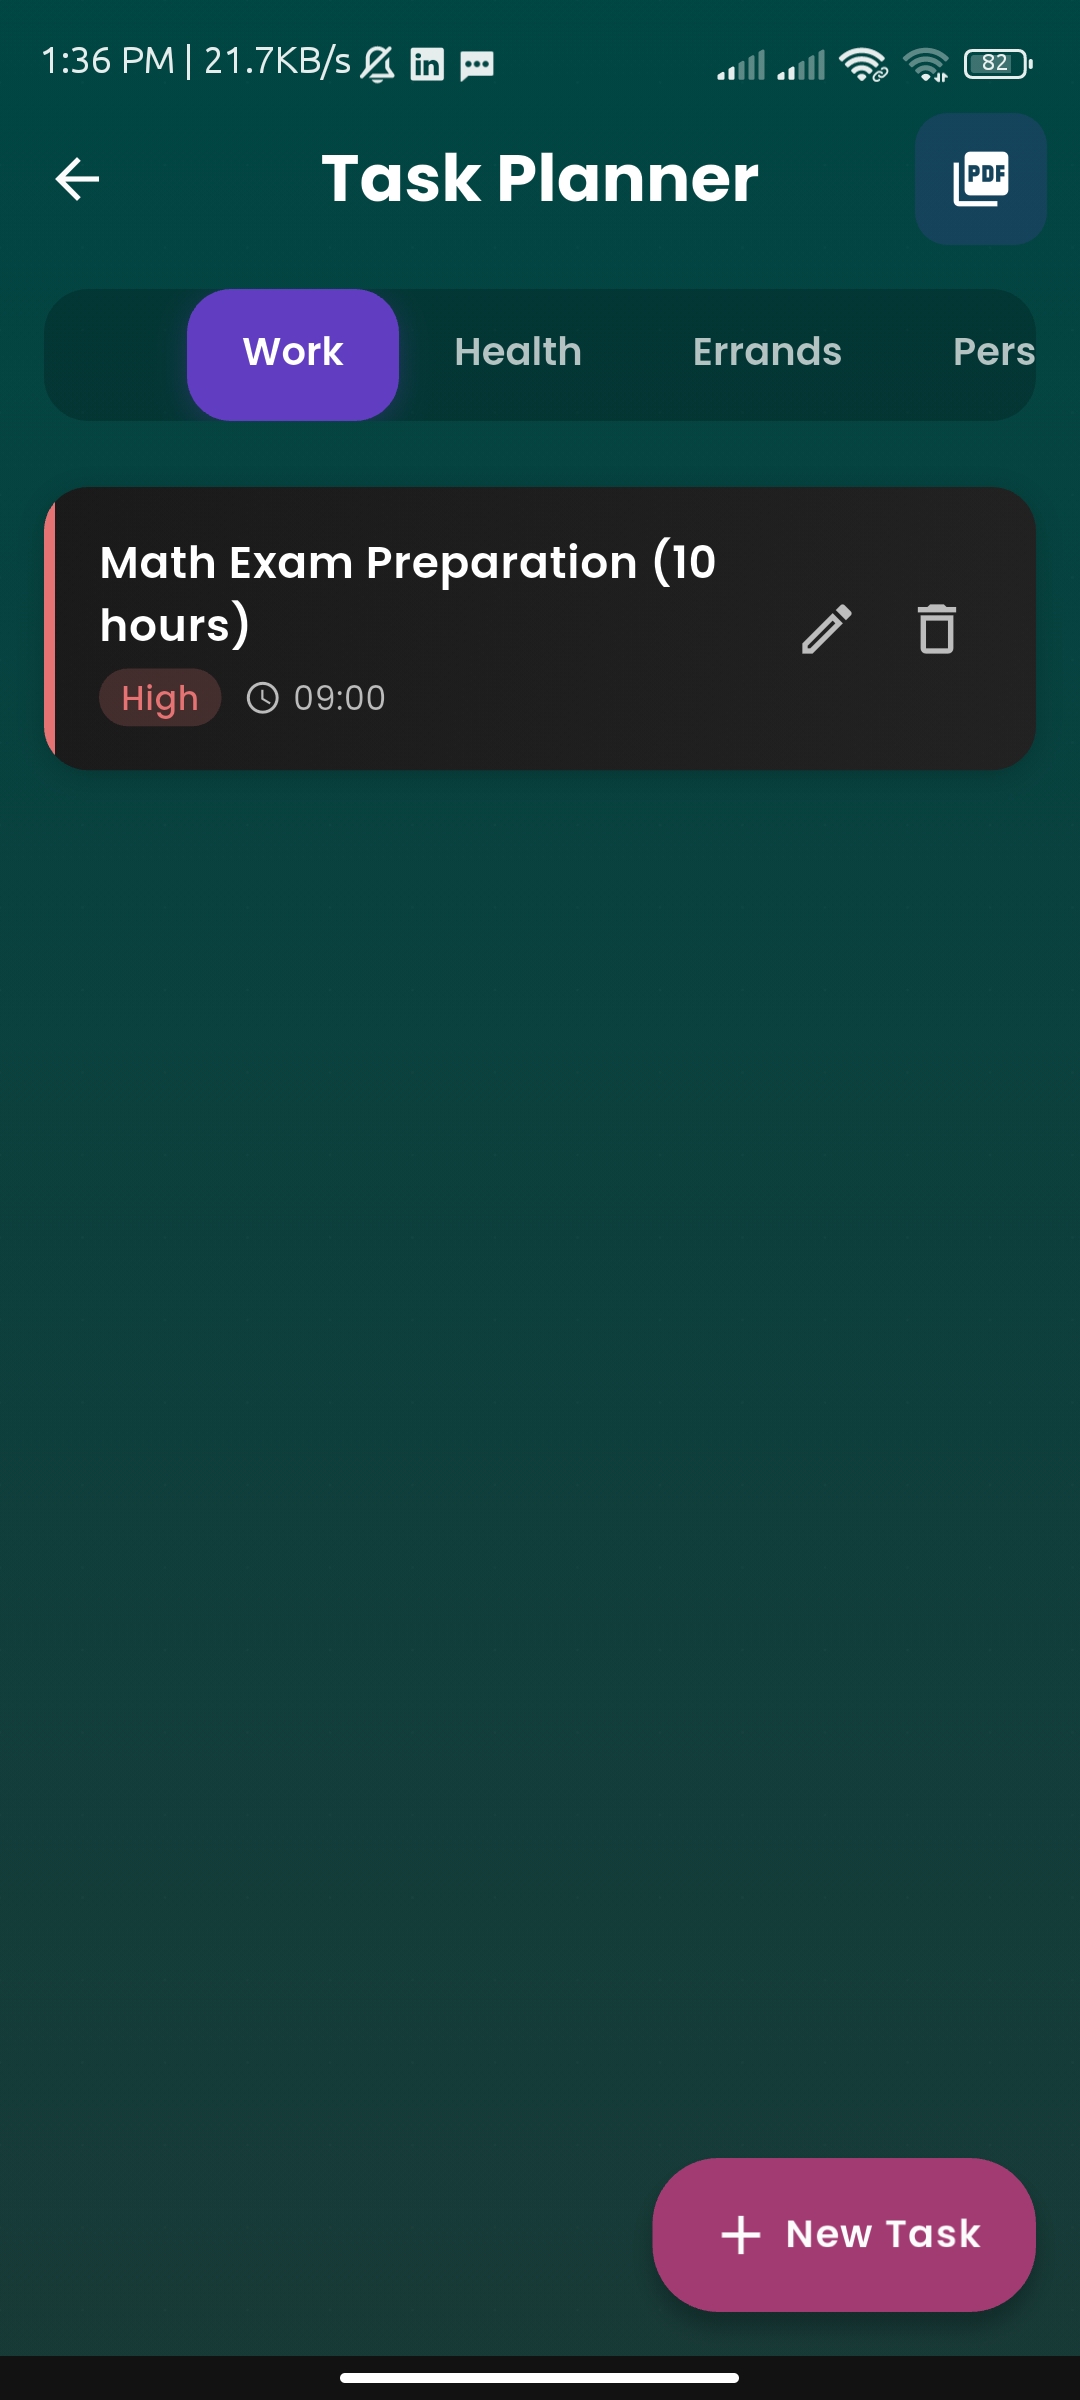 1:36 PM | 21.7KB/s in 82
Task Planner
PDF
Work Health Errands Pers
Math Exam Preparation (10
hours)
High 09:00
New Task